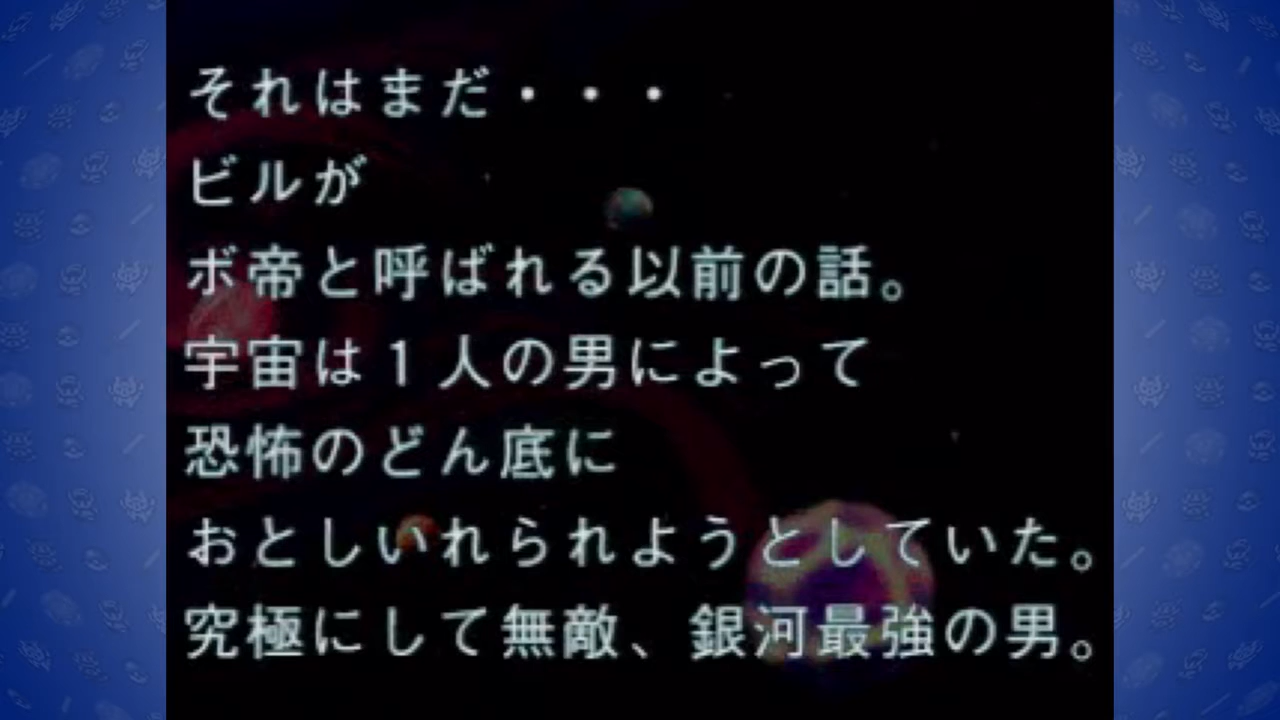 それはまだ・・・
ビルが
ボ帝と呼ばれる以前の話。
宇宙は１人の男によって
恐怖のどん底に
おとしいれられようとしていた。
究極にして無敵、銀河最強の男。